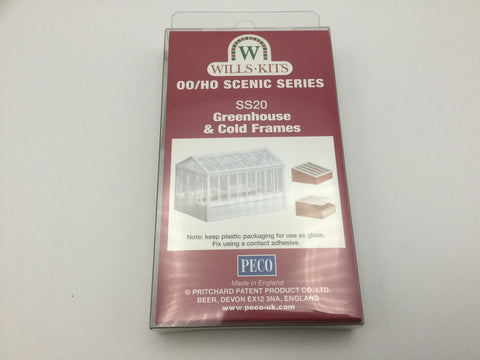 W
WILLS·KITS
OO/HO SCENIC SERIES
SS20
Greenhouse
& Cold Frames
Note: keep plastic packaging for use as glass.
Fix using a contact adhesive.
PECO
Made in England
© PRITCHARD PATENT PRODUCT CO. LTD.
BEER, DEVON EX12 3NA, ENGLAND
www.peco-uk.com